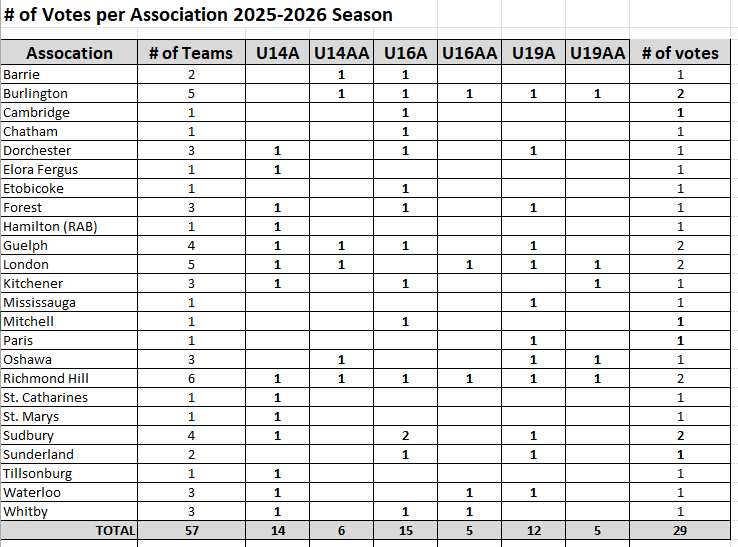 # of Votes per Association 2025-2026 Season
Assocation # of Teams U14A U14AA U16A U16AA U19A U19AA # of votes
Barrie 2 1 1 1
Burlington 5 1 1 1 1 1 2
Cambridge 1 1 1
Chatham 1 1 1
Dorchester 3 1 1 1 1
Elora Fergus 1 1 1
Etobicoke 1 1 1
Forest 3 1 1 1 1
Hamilton (RAB) 1 1 1
Guelph 4 1 1 1 1 2
London 5 1 1 1 1 1 2
Kitchener 3 1 1 1 1
Mississauga 1 1 1
Mitchell 1 1 1
Paris 1 1 1
Oshawa 3 1 1 1 1
Richmond Hill 6 1 1 1 1 1 1 2
St. Catharines 1 1 1
St. Marys 1 1 1
Sudbury 4 1 2 1 2
Sunderland 2 1 1 1
Tillsonburg 1 1 1
Waterloo 3 1 1 1 1
Whitby 3 1 1 1 1
TOTAL 57 14 6 15 5 12 5 29